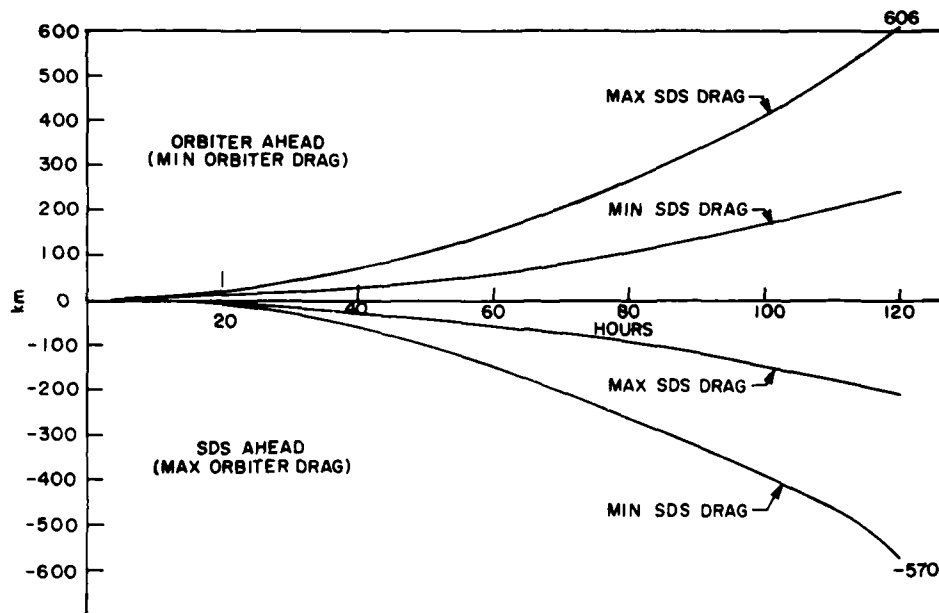 606
600
500
400
300
200
100
0
-100
-200
-300
-400
-500
-600
km
MAX SDS DRAG
ORBITER AHEAD
(MIN ORBITER DRAG)
MIN SDS DRAG
20
40
60
80
100
120
HOURS
MAX SDS DRAG
SDS AHEAD
(MAX ORBITER DRAG)
MIN SDS DRAG
-570